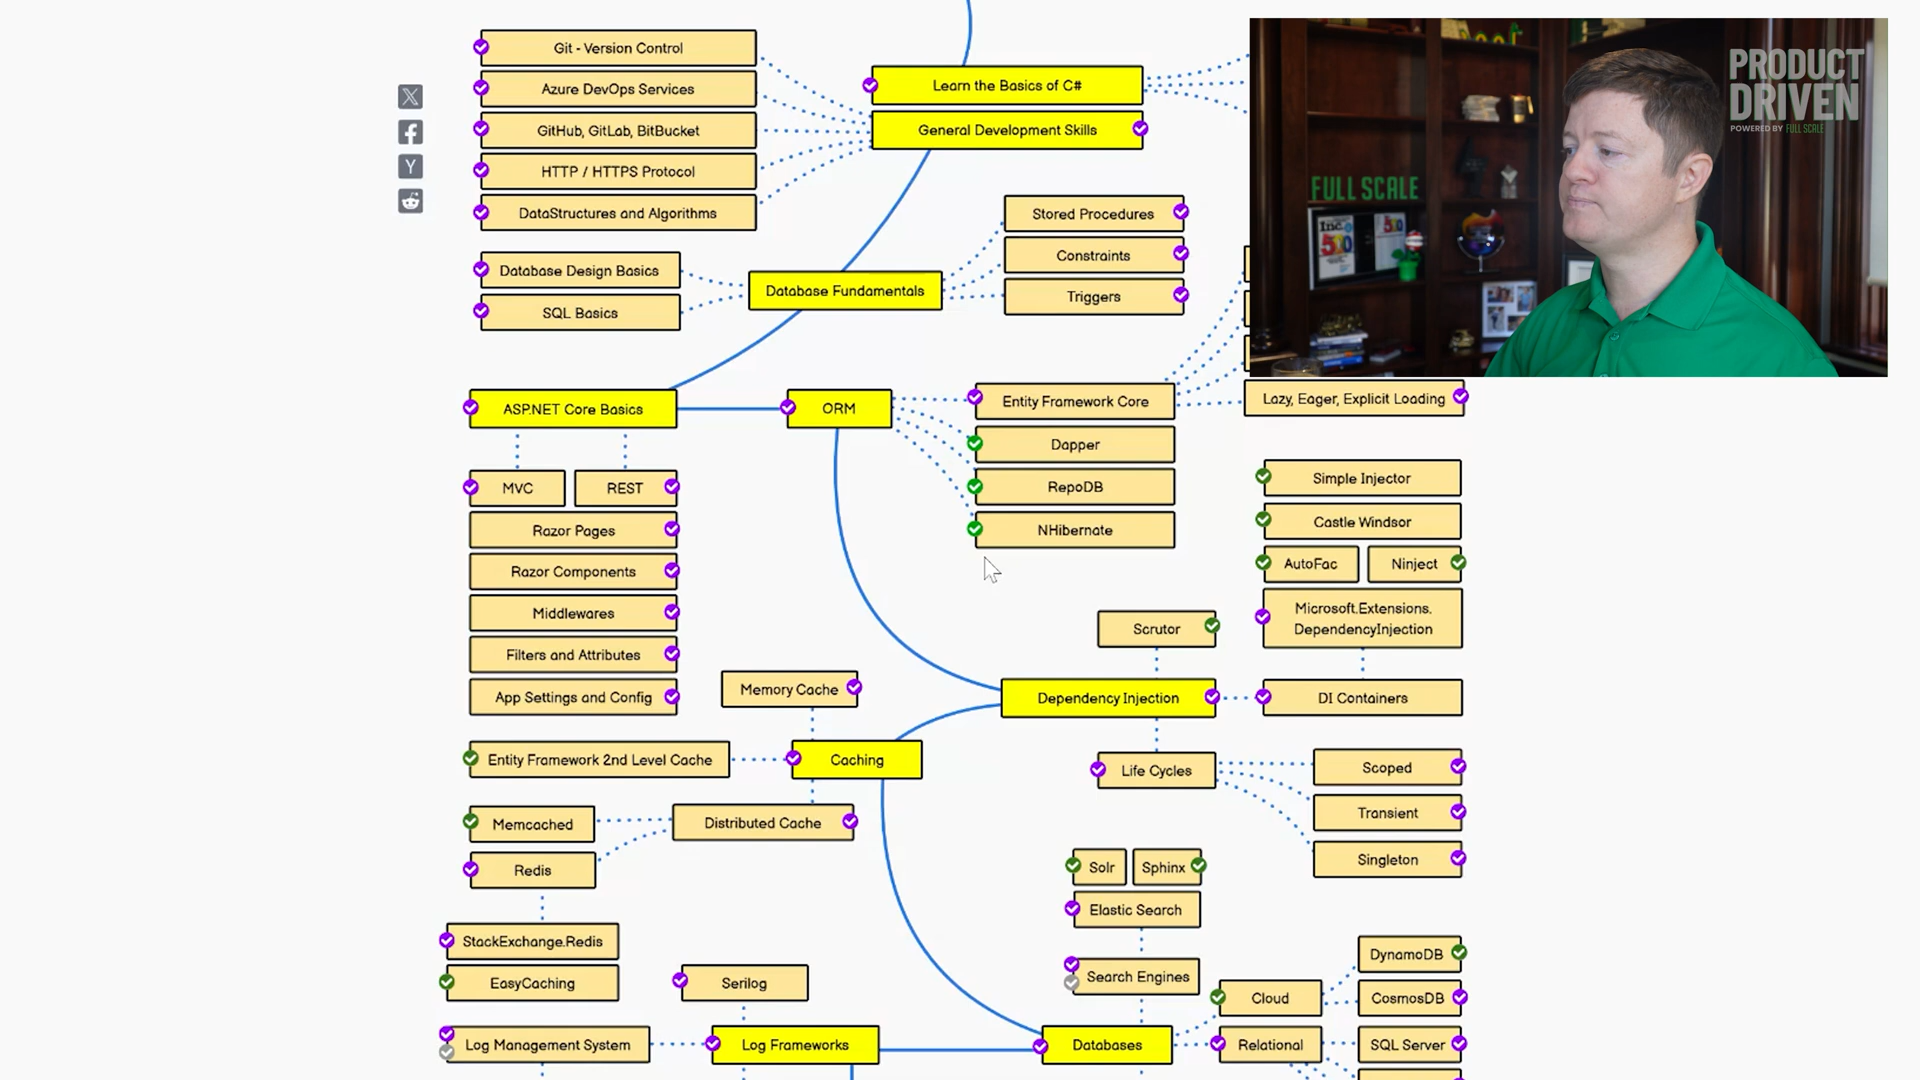 Git - Version Control
Azure DevOps Services
GitHub, GitLab, BitBucket
HTTP / HTTPS Protocol
DataStructures and Algorithms
Learn the Basics of C#
General Development Skills
Database Design Basics
SQL Basics
Database Fundamentals
Stored Procedures
Constraints
Triggers
ASP.NET Core Basics
ORM
Entity Framework Core
Dapper
RepoDB
NHibernate
Lazy, Eager, Explicit Loading
MVC
REST
Razor Pages
Razor Components
Middlewares
Filters and Attributes
App Settings and Config
Simple Injector
Castle Windsor
AutoFac
Ninject
Microsoft.Extensions.
DependencyInjection
Scrutor
Dependency Injection
DI Containers
Memory Cache
Entity Framework 2nd Level Cache
Caching
Life Cycles
Scoped
Transient
Singleton
Memcached
Distributed Cache
Redis
StackExchange.Redis
EasyCaching
Solr
Sphinx
Elastic Search
Search Engines
Serilog
Log Management System
Log Frameworks
Databases
Cloud
Relational
DynamoDB
CosmosDB
SQL Server
PRODUCT
DRIVEN
POWERED BY FULL SCALE
FULL SCALE
Inc.
500
X
Y